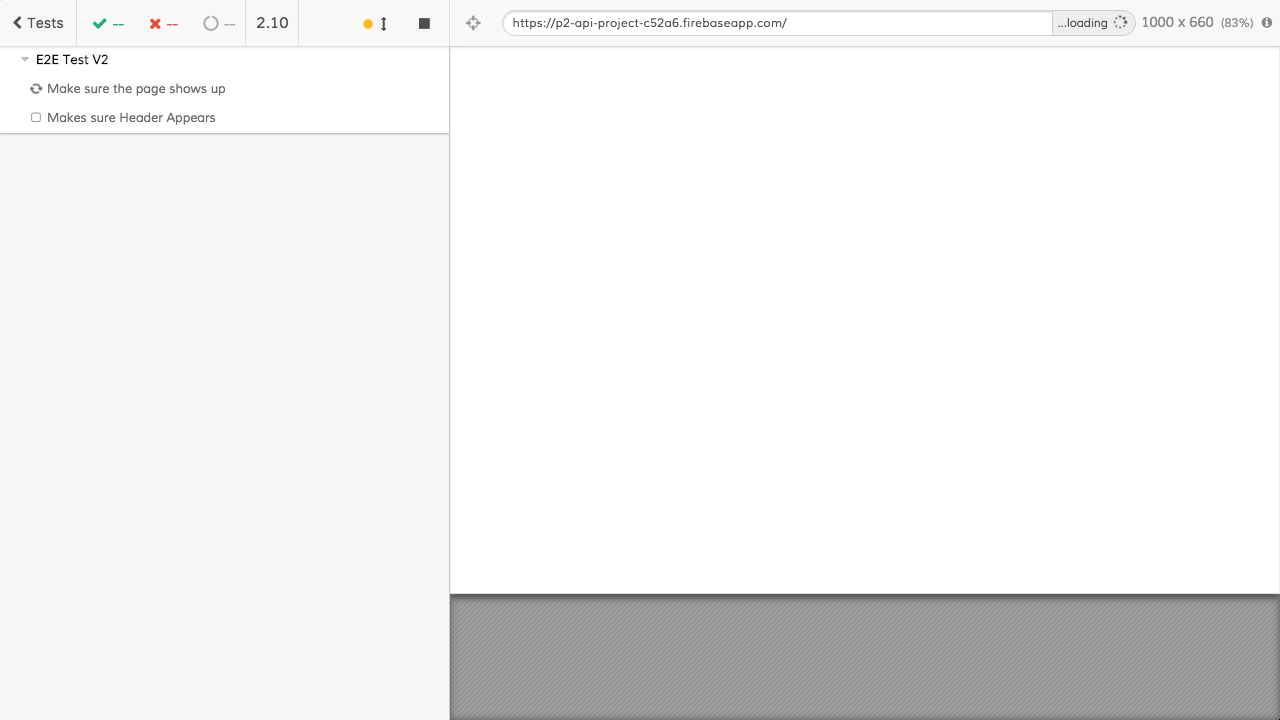 Tests -- -- -- 2.10
https://p2-api-project-c52a6.firebaseapp.com/ ...loading 1000 x 660 (83%)
E2E Test V2
Make sure the page shows up
Makes sure Header Appears